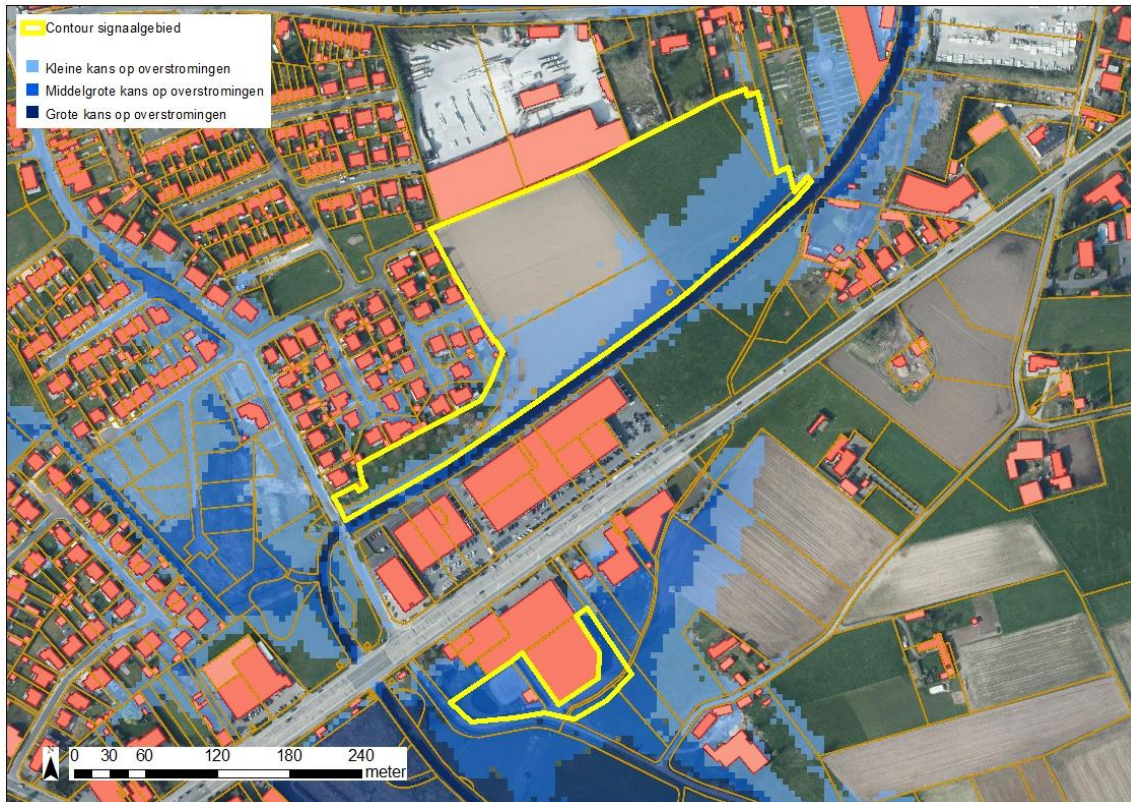 Contour signaalgebied
Kleine kans op overstromingen
Middelgrote kans op overstromingen
Grote kans op overstromingen
N
0 30 60 120 180 240
meter